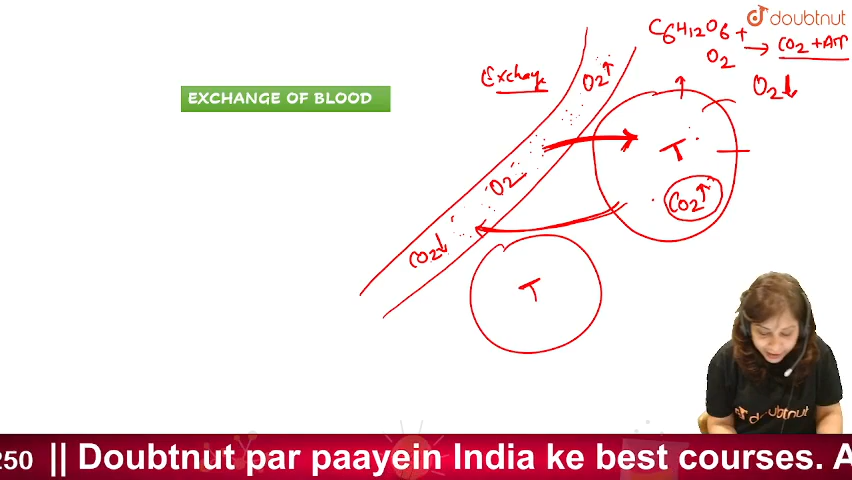 doubtnut
EXCHANGE OF BLOOD
Exchange
C6H12O6 +
O2 → CO2 + AT
O2↑
O2↓
T
O2
CO2↑
CO2↓
T
doubtnut
250 || Doubtnut par paayein India ke best courses. A